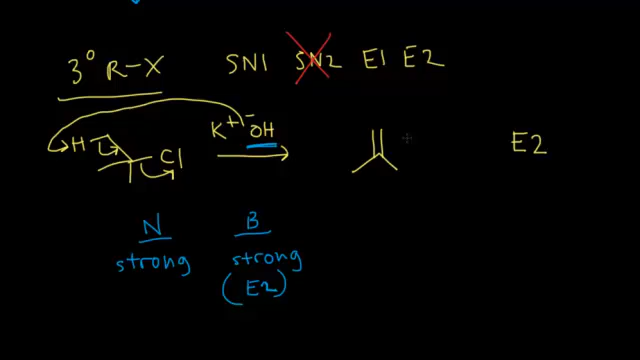 3° R-X SN1 SN2 E1 E2
H Cl K+ -OH E2
N B
strong strong
(E2)